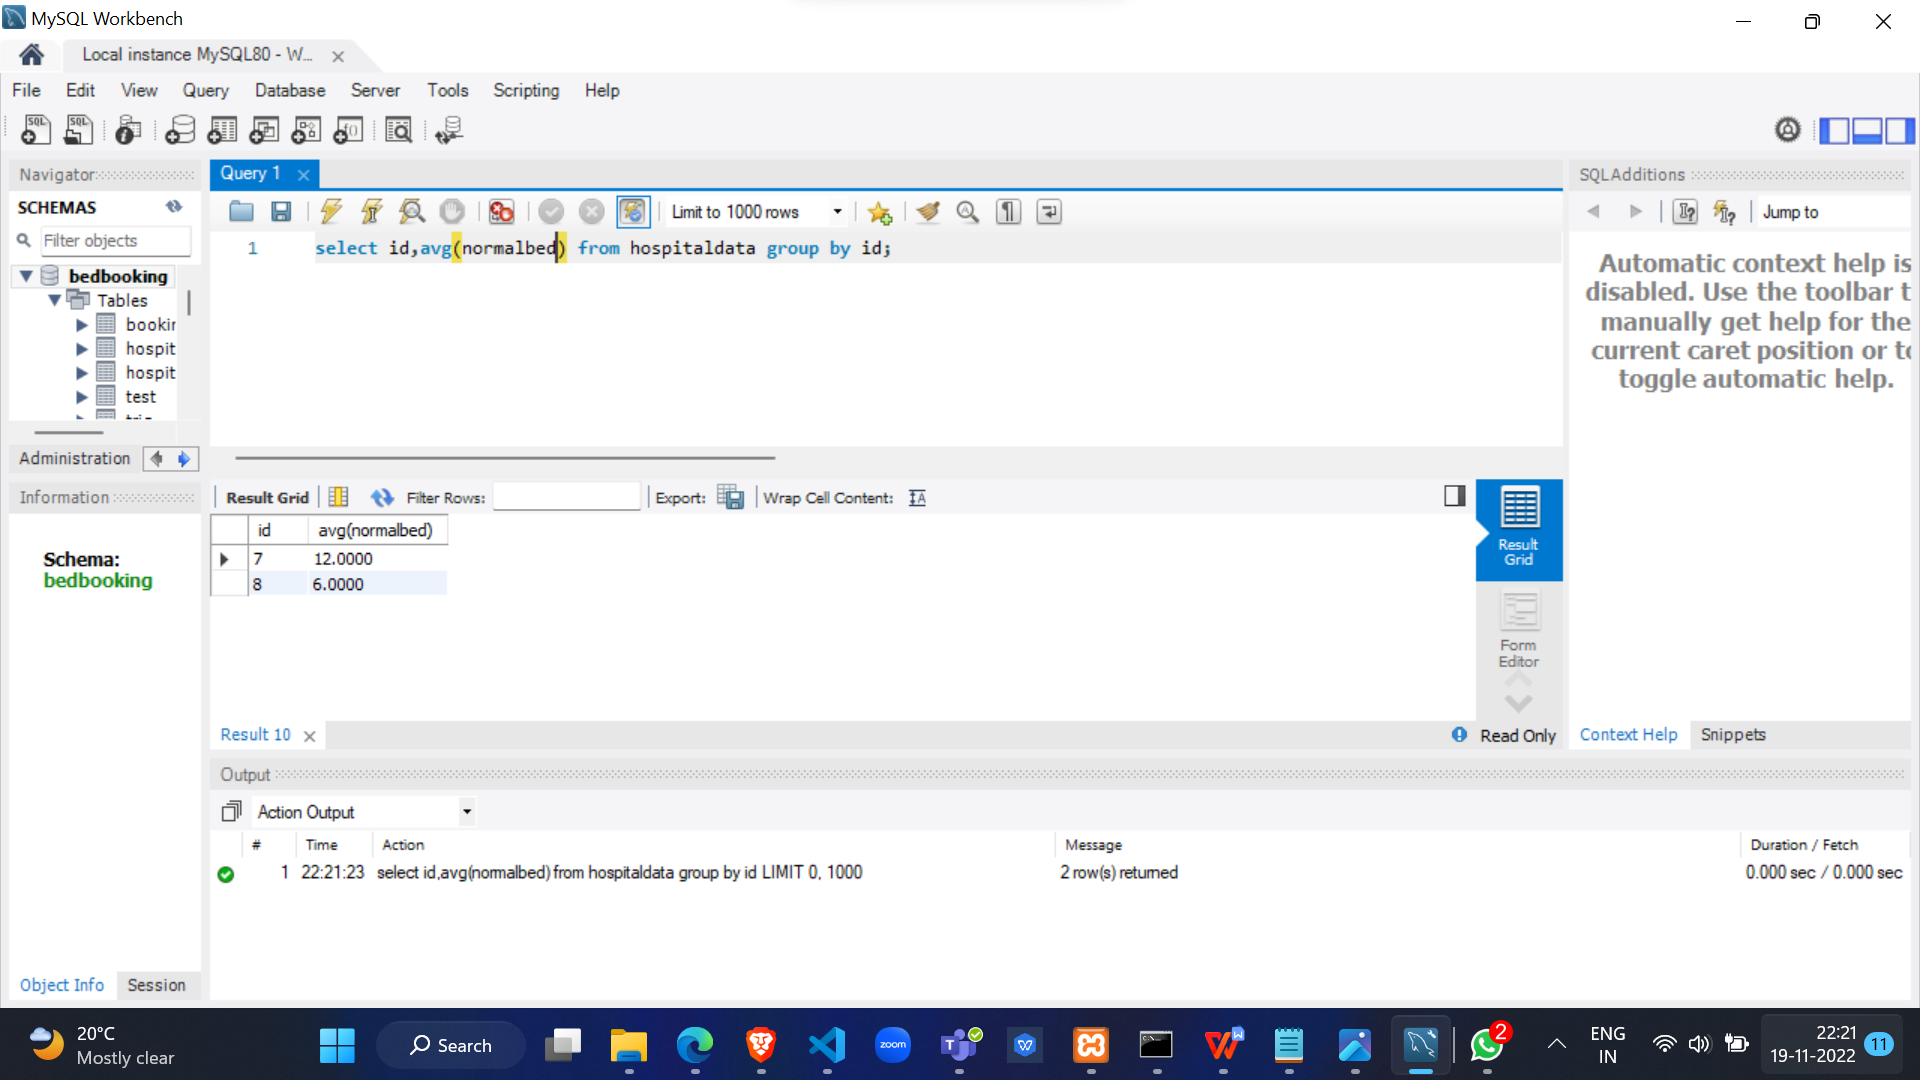 MySQL Workbench
Local instance MySQL80 - W...
File Edit View Query Database Server Tools Scripting Help
Navigator
SCHEMAS
Filter objects
bedbooking
Tables
bookir
hospit
hospit
test
Administration
Information
Schema:
bedbooking
Object Info Session
Query 1
Limit to 1000 rows
1 select id,avg(normalbed) from hospitaldata group by id;
Result Grid Filter Rows: Export: Wrap Cell Content:
id avg(normalbed)
7 12.0000
8 6.0000
Result
Grid
Form
Editor
Result 10
Read Only
SQLAdditions
Jump to
Automatic context help is
disabled. Use the toolbar t
manually get help for the
current caret position or to
toggle automatic help.
Context Help Snippets
Output
Action Output
# Time Action Message Duration / Fetch
1 22:21:23 select id,avg(normalbed) from hospitaldata group by id LIMIT 0, 1000 2 row(s) returned 0.000 sec / 0.000 sec
20°C
Mostly clear
Search
zoom
2
ENG
IN
22:21
19-11-2022
11